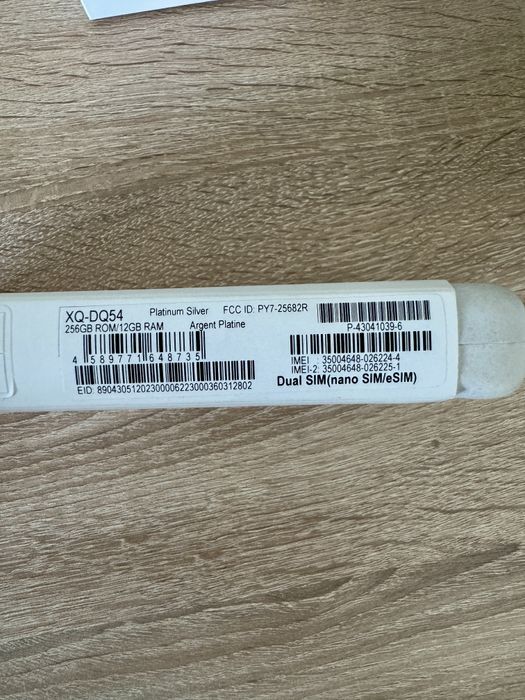 XQ-DQ54 Platinum Silver FCC ID: PY7-25682R
256GB ROM/12GB RAM Argent Platine
P-43041039-6
4 589771 648735
IMEI : 35004648-026224-4
IMEI-2: 35004648-026225-1
EID: 89043051202300006223000360312802
Dual SIM(nano SIM/eSIM)